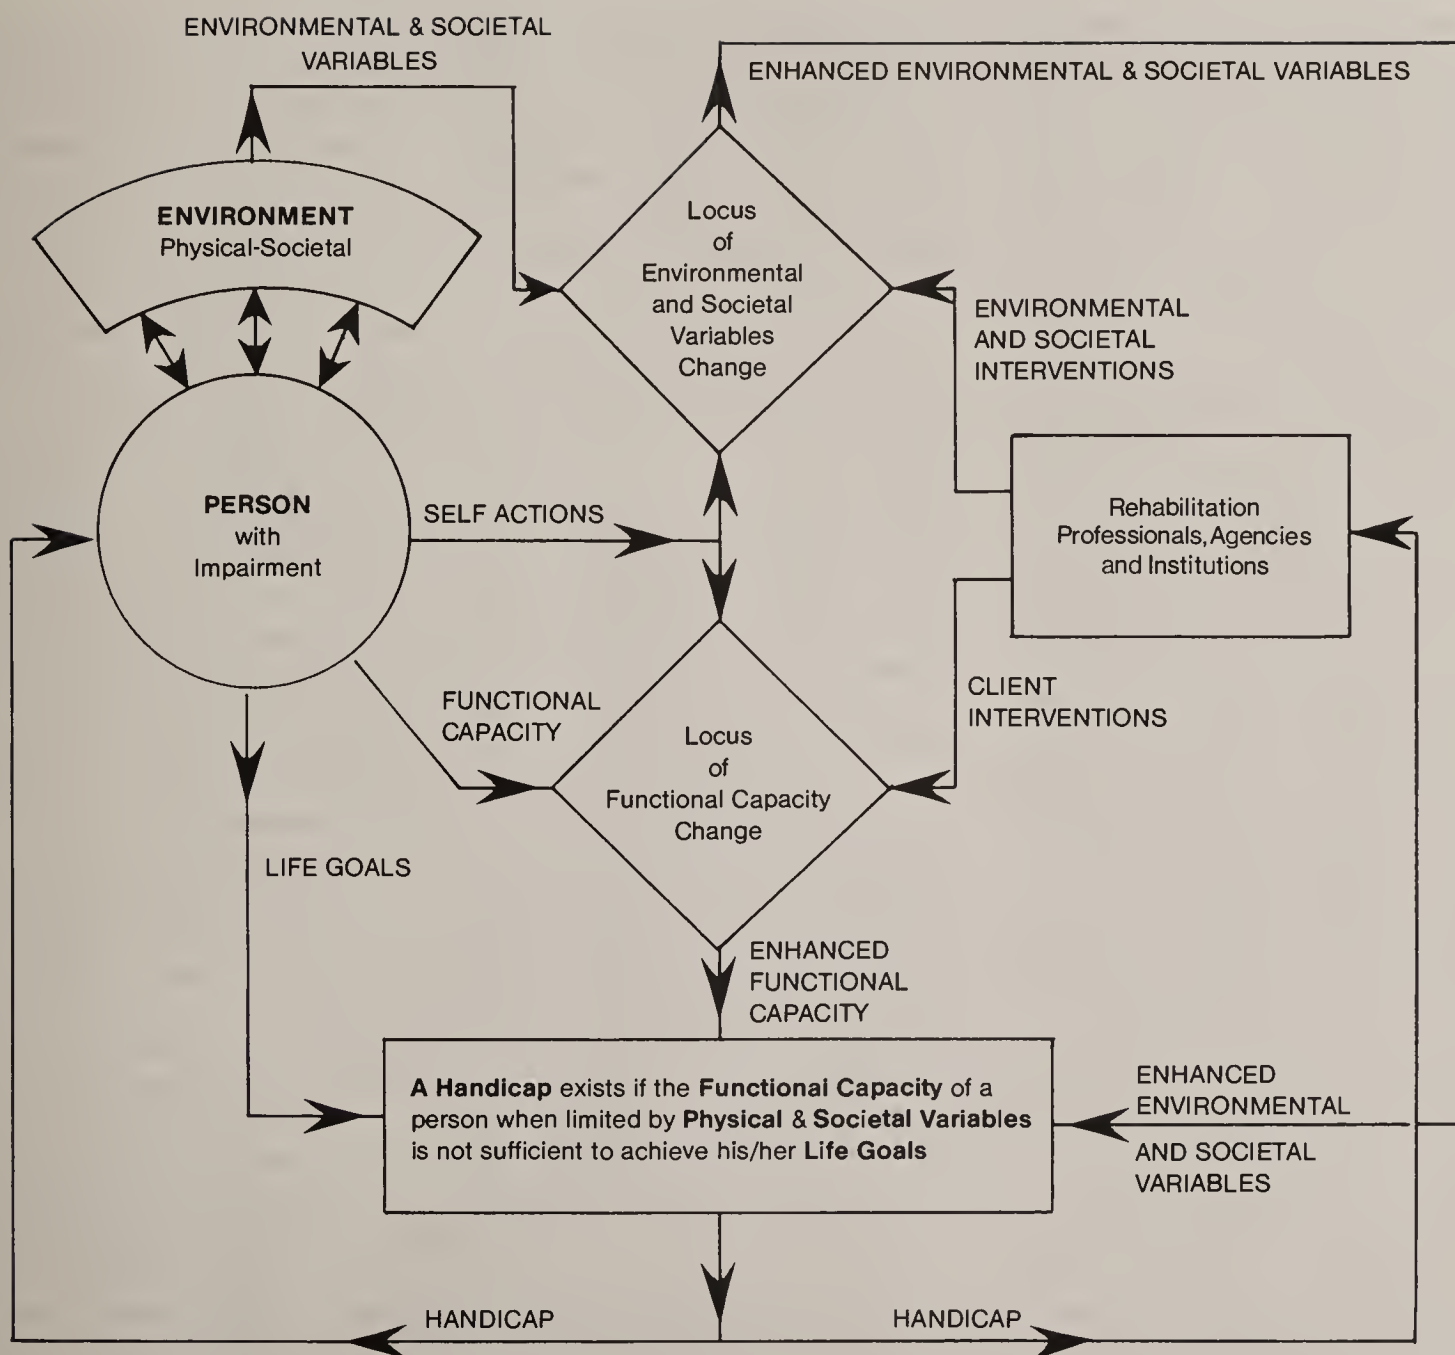 ENVIRONMENTAL & SOCIETAL
VARIABLES
ENHANCED ENVIRONMENTAL & SOCIETAL VARIABLES
ENVIRONMENT
Physical-Societal
Locus
of
Environmental
and Societal
Variables
Change
ENVIRONMENTAL
AND SOCIETAL
INTERVENTIONS
PERSON
with
Impairment
SELF ACTIONS
Rehabilitation
Professionals, Agencies
and Institutions
FUNCTIONAL
CAPACITY
CLIENT
INTERVENTIONS
Locus
of
Functional Capacity
Change
LIFE GOALS
ENHANCED
FUNCTIONAL
CAPACITY
A Handicap exists if the Functional Capacity of a
person when limited by Physical & Societal Variables
is not sufficient to achieve his/her Life Goals
ENHANCED
ENVIRONMENTAL
AND SOCIETAL
VARIABLES
HANDICAP
HANDICAP